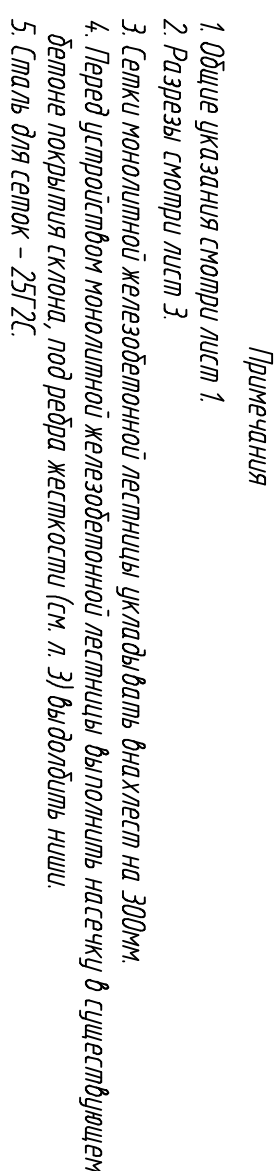 Примечания
1. Общие указания смотри лист 1.
2. Разрезы смотри лист 3.
3. Сетки монолитной железобетонной лестницы укладывать внахлест на 300мм.
4. Перед устройством монолитной железобетонной лестницы выполнить насечку в существующем
бетоне покрытия склона, под ребра жесткости (см. л. 3) выдолбить ниши.
5. Сталь для сеток - 25Г2С.